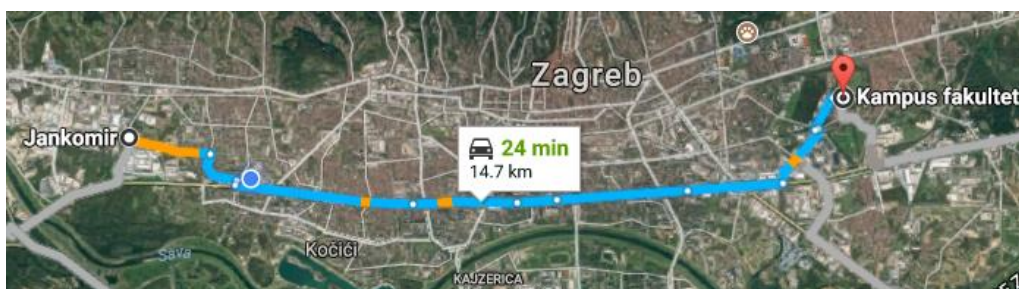 Zagreb
Kampus fakultet
Jankomir
24 min
14.7 km
Kočići
Sava
KAJZERICA